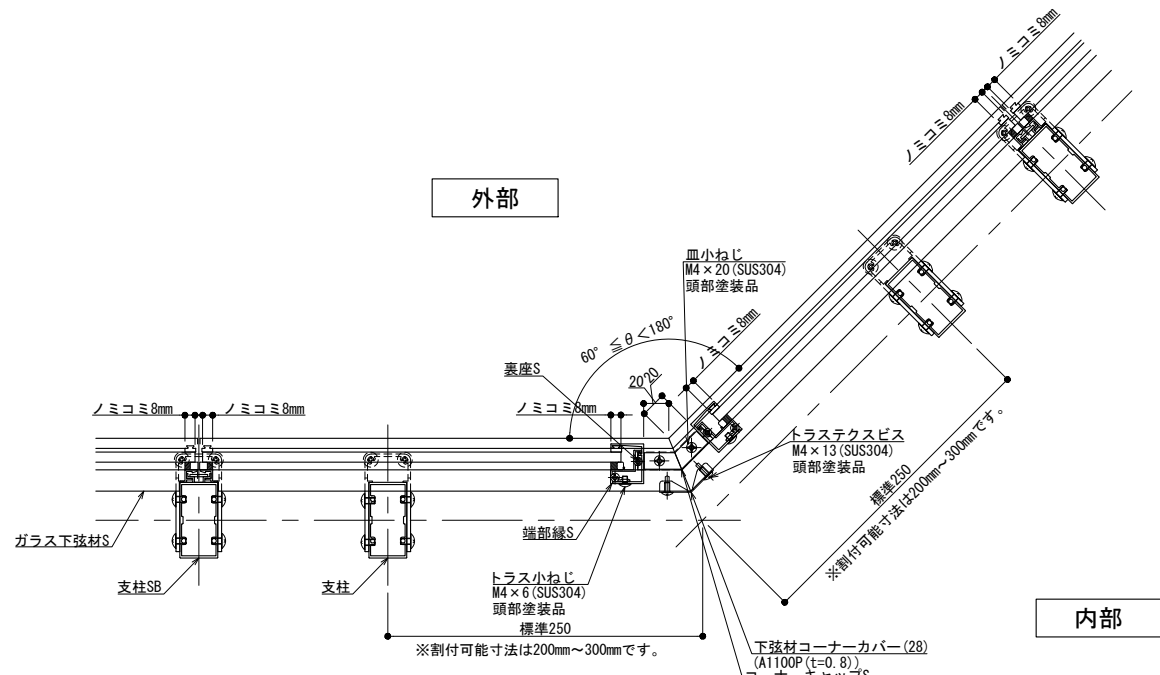 ノミコミ8mm
ノミコミ8mm
外部
皿小ねじ
M4×20(SUS304)
頭部塗装品
ノミコミ8mm
60° ≦θ<180°
裏座S
20
20
ノミコミ8mm
ノミコミ8mm
ノミコミ8mm
トラステクスビス
M4×13(SUS304)
頭部塗装品
標準250
※割付可能寸法は200mm～300mmです。
ガラス下弦材S
端部縁S
支柱SB
支柱
トラス小ねじ
M4×6(SUS304)
頭部塗装品
標準250
※割付可能寸法は200mm～300mmです。
内部
下弦材コーナーカバー(28)
(A1100P(t=0.8))
コーナーキャップS